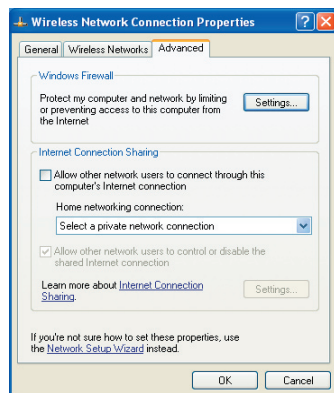 Wireless Network Connection Properties
General
Wireless Networks
Advanced
Windows Firewall
Protect my computer and network by limiting
or preventing access to this computer from
the Internet
Settings...
Internet Connection Sharing
Allow other network users to connect through this
computer's Internet connection
Home networking connection:
Select a private network connection
Allow other network users to control or disable the
shared Internet connection
Learn more about Internet Connection
Sharing.
Settings...
If you're not sure how to set these properties, use
the Network Setup Wizard instead.
OK
Cancel